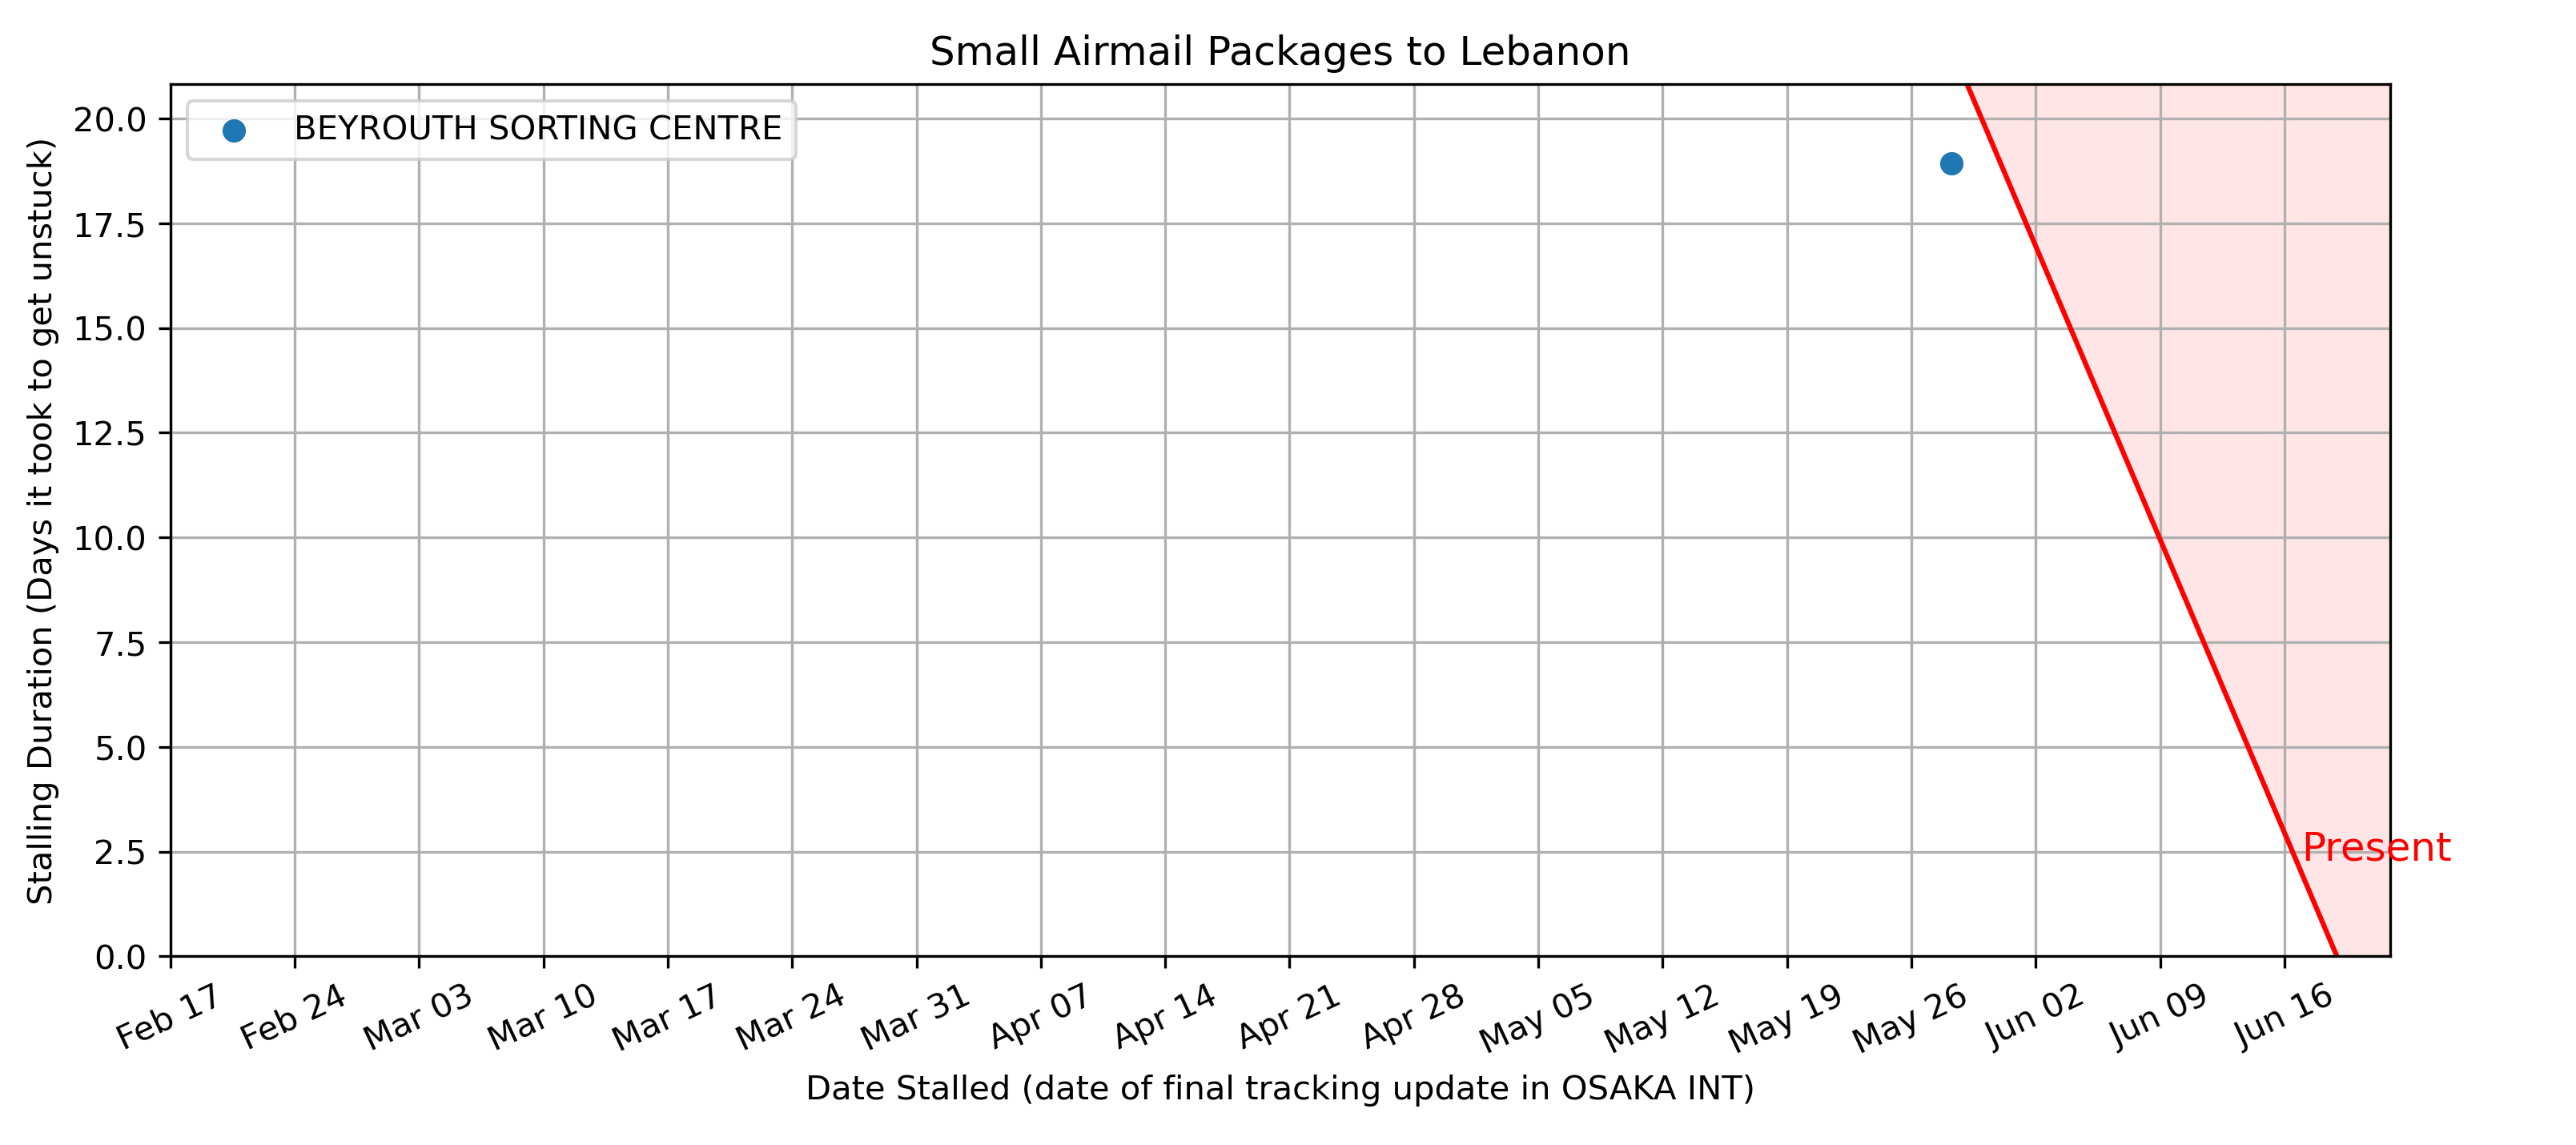 Small Airmail Packages to Lebanon
BEYROUTH SORTING CENTRE
Stalling Duration (Days it took to get unstuck)
20.0
17.5
15.0
12.5
10.0
7.5
5.0
2.5
0.0
Present
Feb 17
Feb 24
Mar 03
Mar 10
Mar 17
Mar 24
Mar 31
Apr 07
Apr 14
Apr 21
Apr 28
May 05
May 12
May 19
May 26
Jun 02
Jun 09
Jun 16
Date Stalled (date of final tracking update in OSAKA INT)